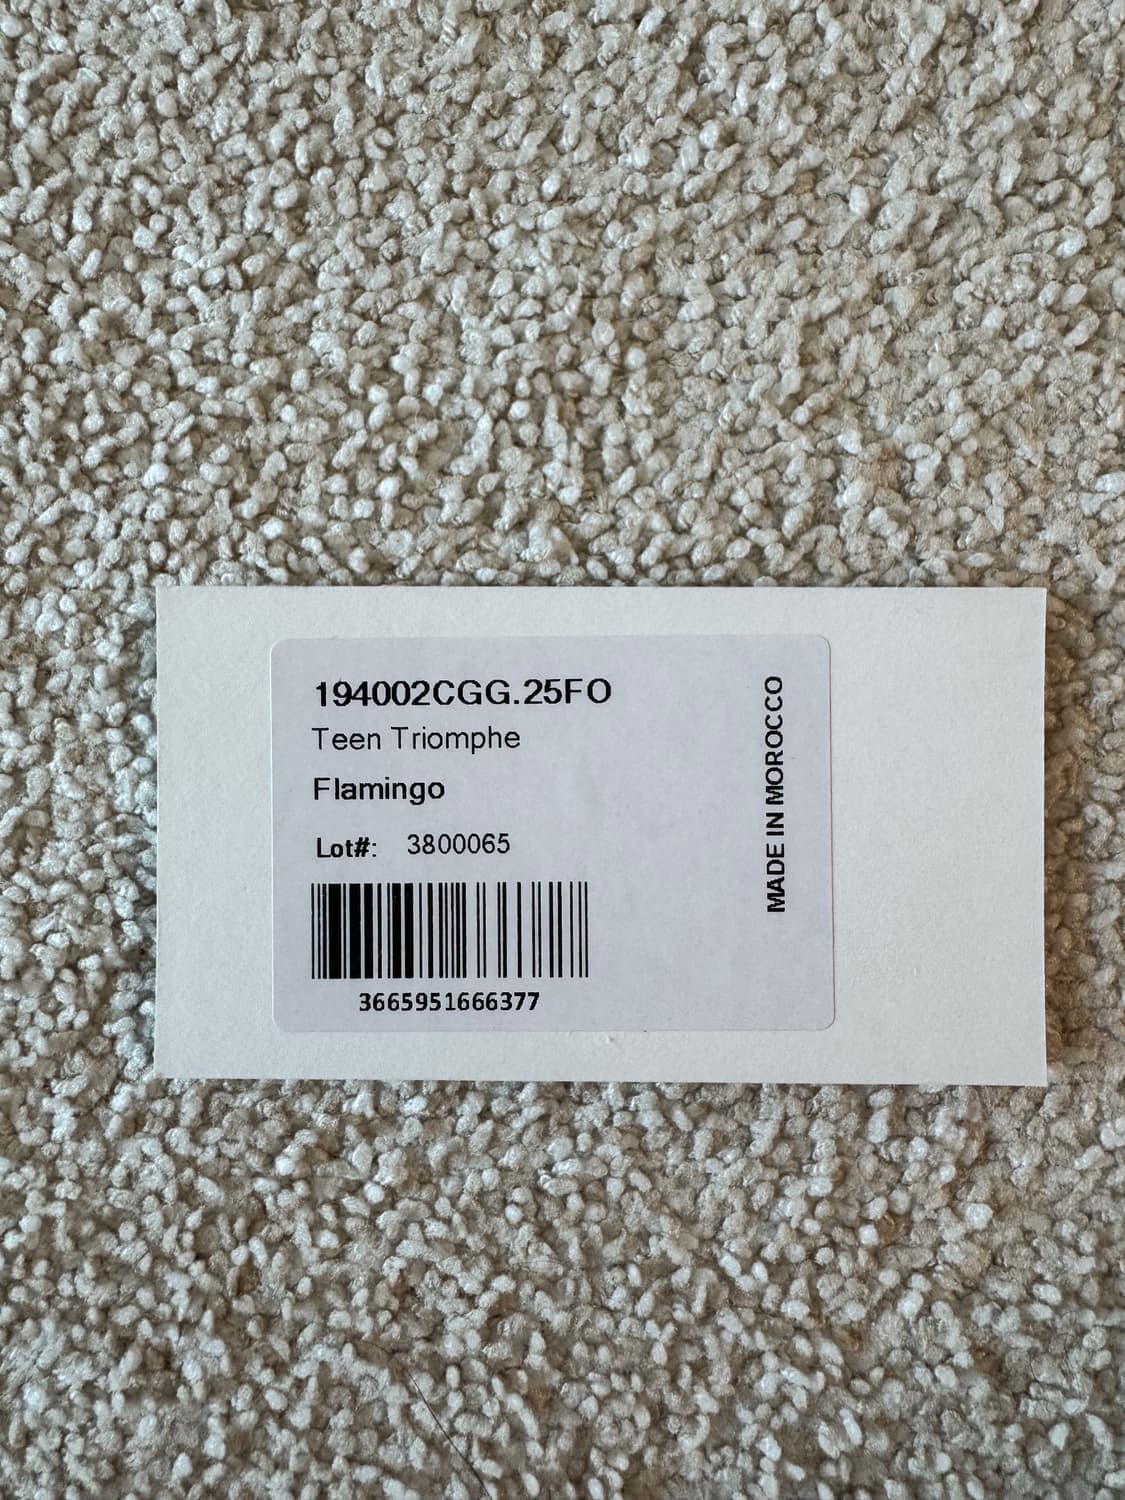 194002CGG.25FO
Teen Triomphe
Flamingo
Lot#: 3800065
3665951666377
MADE IN MOROCCO